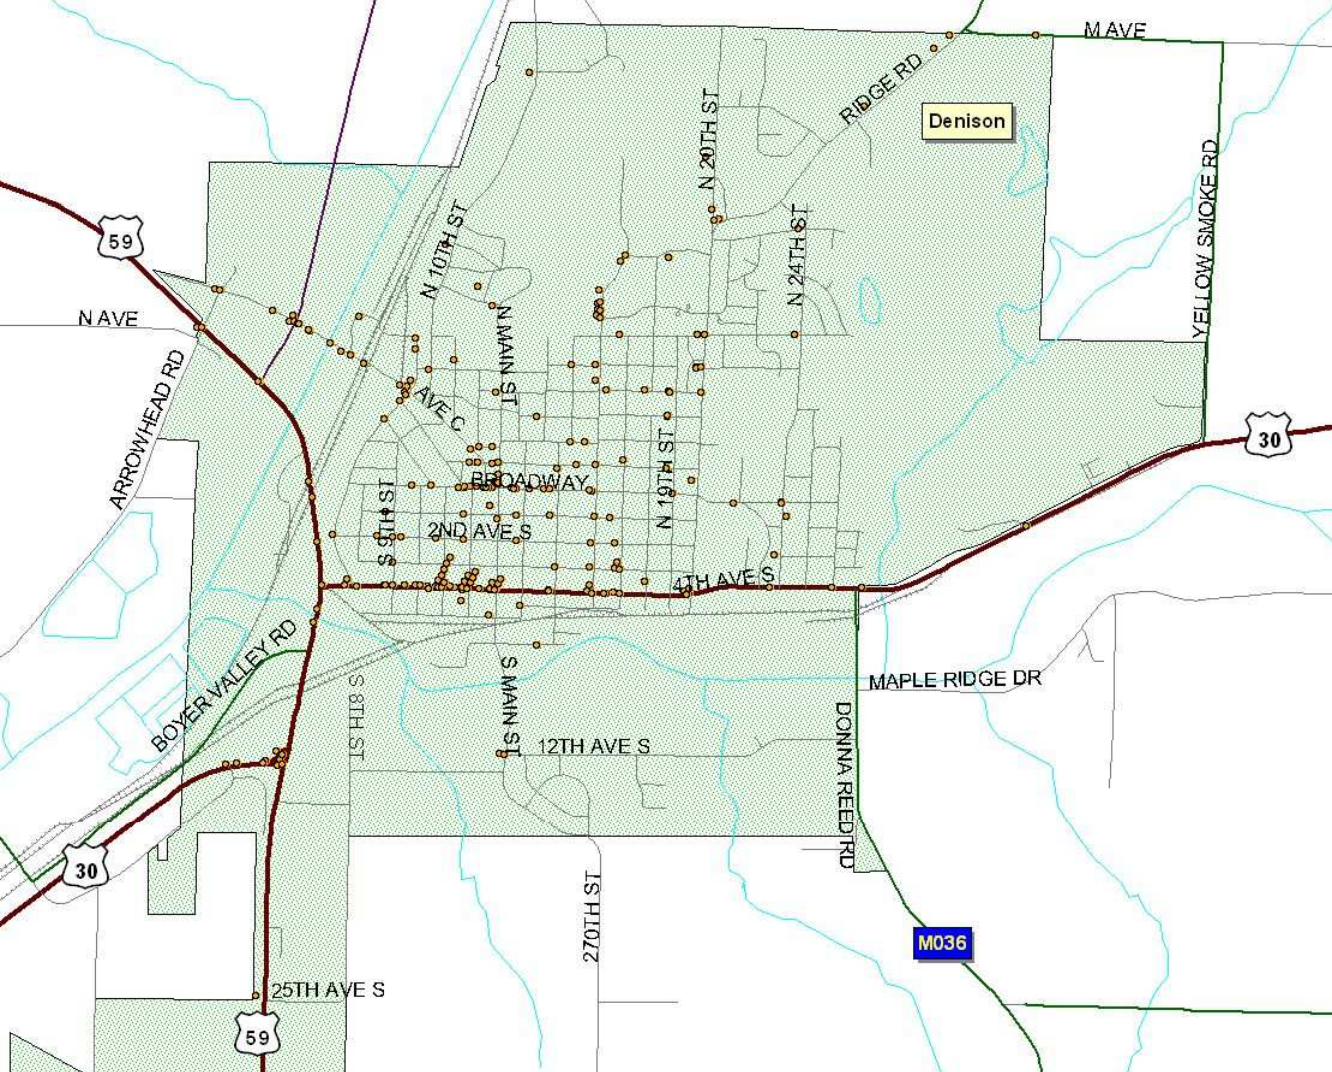 M AVE
RIDGE RD
Denison
N 20TH ST
YELLOW SMOKE RD
N 10TH ST
N 24TH ST
59
N AVE
N MAIN ST
ARROWHEAD RD
AVE C
30
N 19TH ST
BROADWAY
S 9TH ST
2ND AVE S
4TH AVE S
BOYER VALLEY RD
MAPLE RIDGE DR
S 8TH ST
S MAIN ST
12TH AVE S
DONNA REED RD
30
270TH ST
M036
25TH AVE S
59